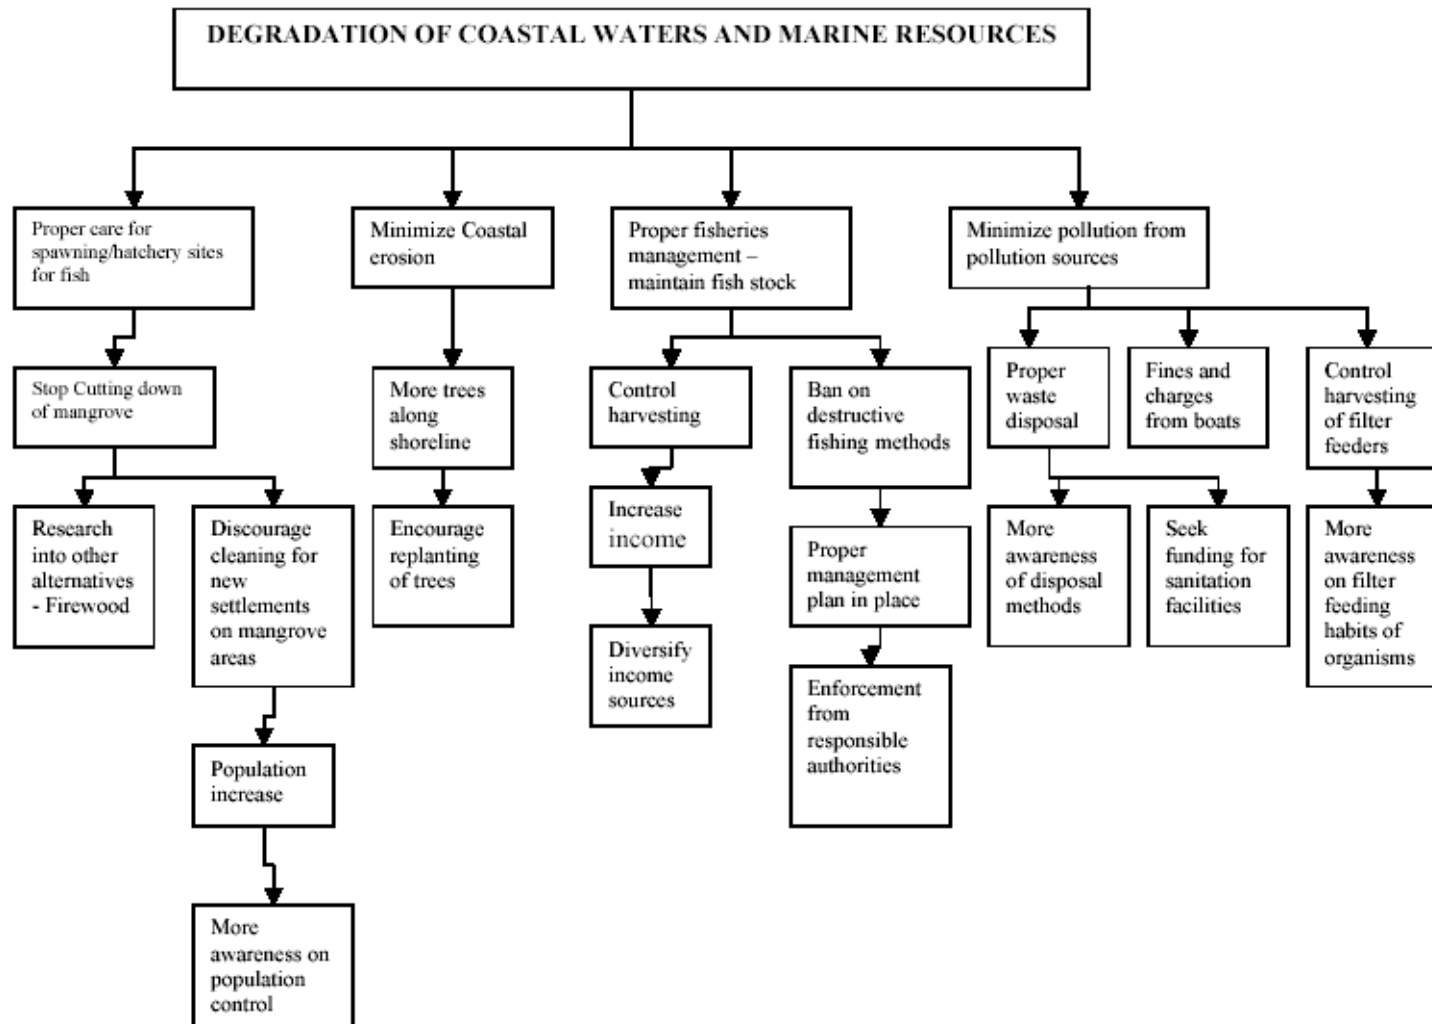 DEGRADATION OF COASTAL WATERS AND MARINE RESOURCES
Proper care for
spawning/hatchery sites
for fish
Minimize Coastal
erosion
Proper fisheries
management –
maintain fish stock
Minimize pollution from
pollution sources
Stop Cutting down
of mangrove
More trees
along
shoreline
Control
harvesting
Ban on
destructive
fishing methods
Proper
waste
disposal
Fines and
charges
from boats
Control
harvesting
of filter
feeders
Research
into other
alternatives
- Firewood
Discourage
cleaning for
new
settlements
on mangrove
areas
Encourage
replanting
of trees
Increase
income
Proper
management
plan in place
More
awareness
of disposal
methods
Seek
funding for
sanitation
facilities
More
awareness
on filter
feeding
habits of
organisms
Diversify
income
sources
Enforcement
from
responsible
authorities
Population
increase
More
awareness on
population
control